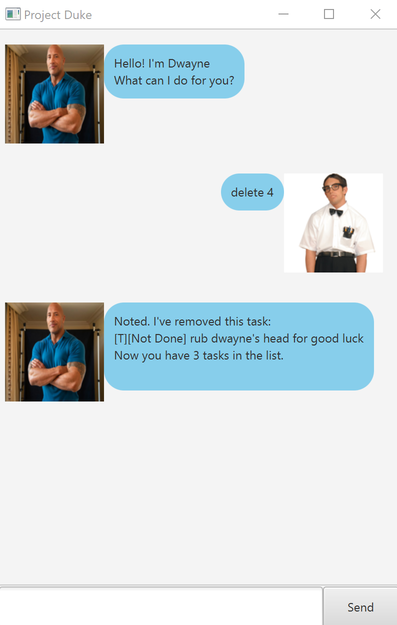 Project Duke
Hello! I'm Dwayne
What can I do for you?
delete 4
Noted. I've removed this task:
[T][Not Done] rub dwayne's head for good luck
Now you have 3 tasks in the list.
Send